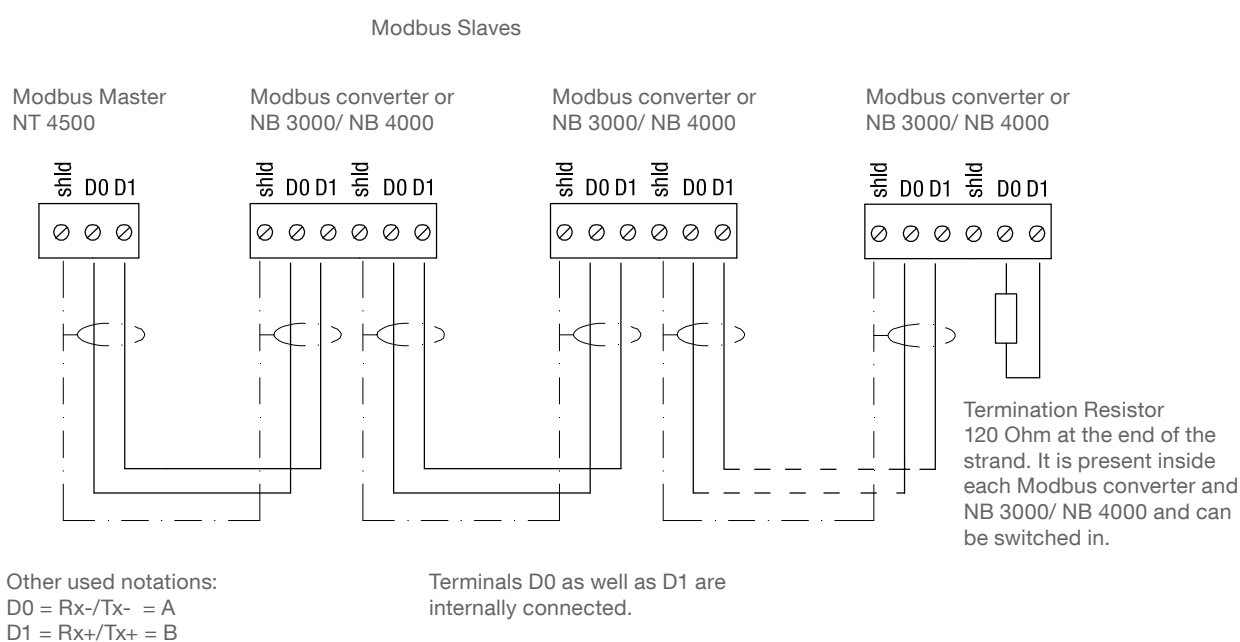 Modbus Slaves
Modbus Master
NT 4500
Modbus converter or
NB 3000/ NB 4000
Modbus converter or
NB 3000/ NB 4000
Modbus converter or
NB 3000/ NB 4000
shld D0 D1
shld D0 D1 shld D0 D1
shld D0 D1 shld D0 D1
shld D0 D1 shld D0 D1
Termination Resistor
120 Ohm at the end of the
strand. It is present inside
each Modbus converter and
NB 3000/ NB 4000 and can
be switched in.
Other used notations:
D0 = Rx-/Tx- = A
D1 = Rx+/Tx+ = B
Terminals D0 as well as D1 are
internally connected.